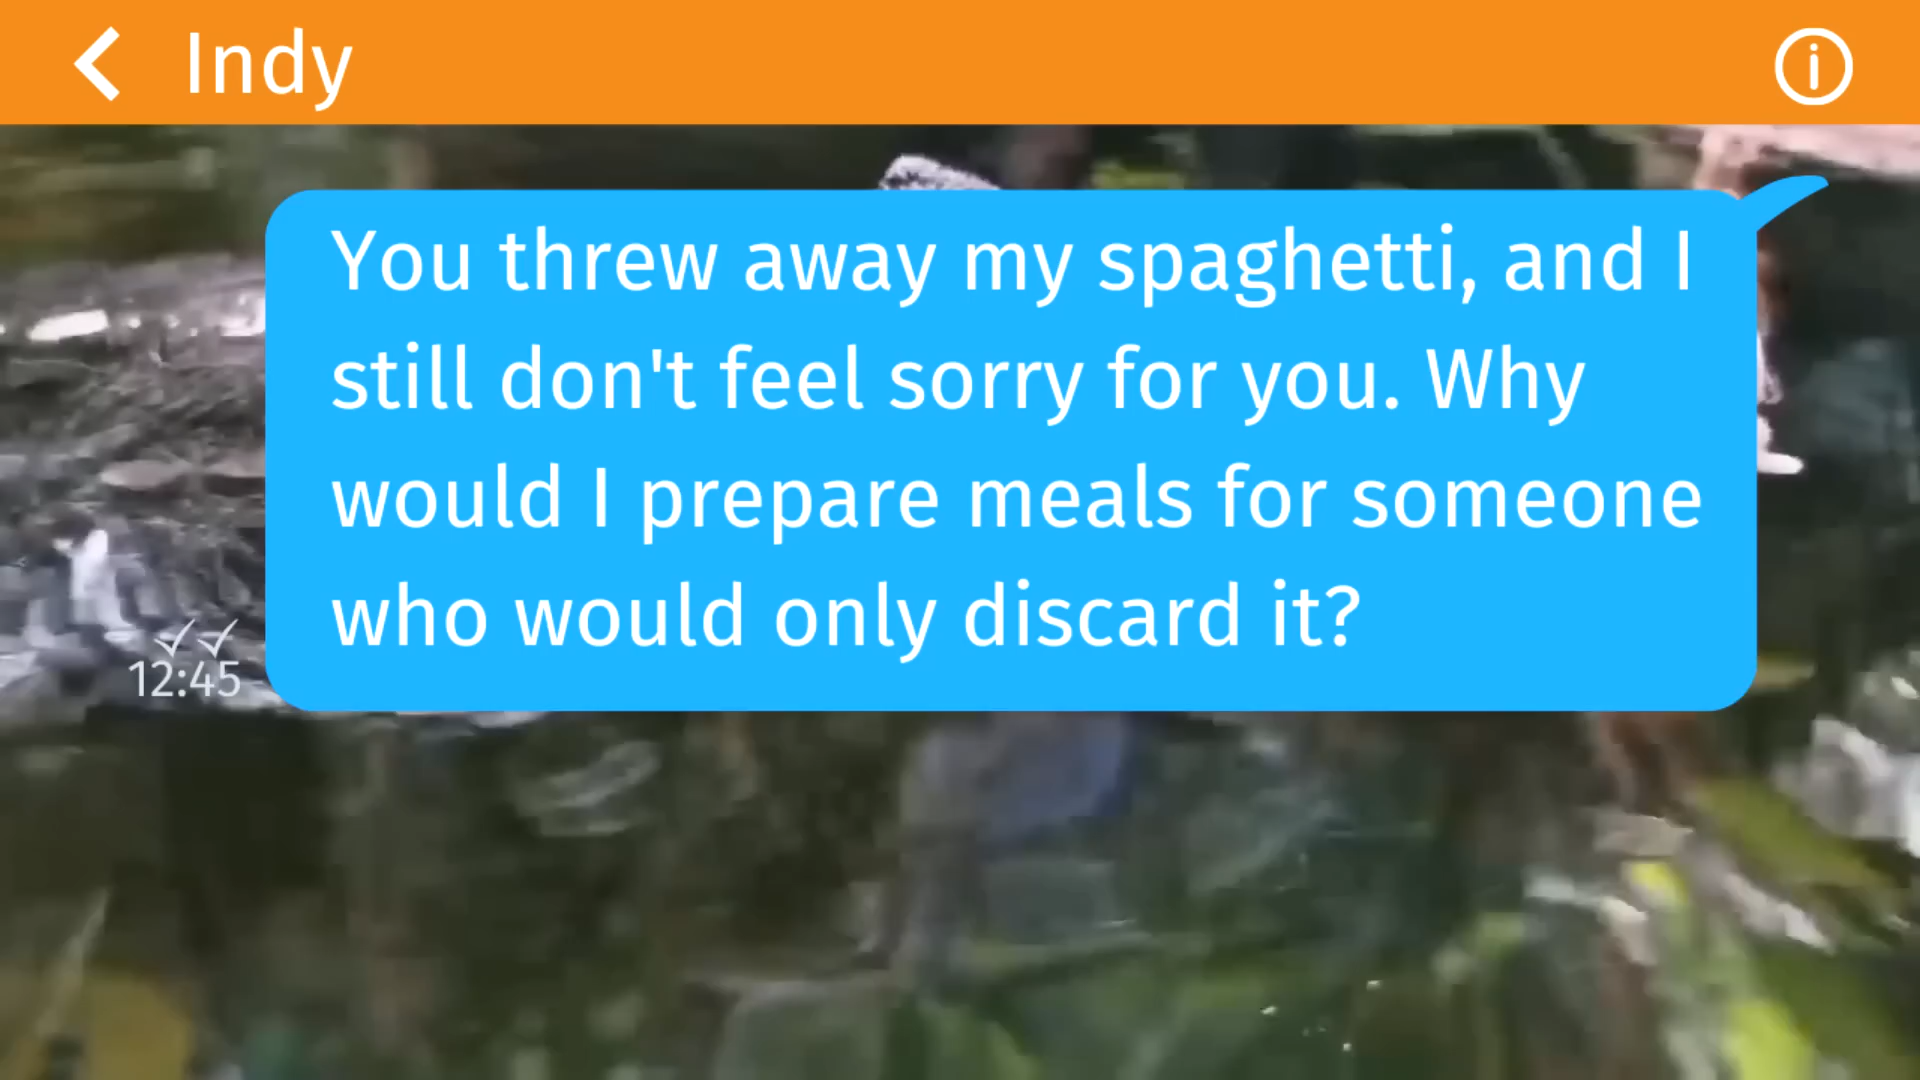 Indy
You threw away my spaghetti, and I
still don't feel sorry for you. Why
would I prepare meals for someone
who would only discard it?
12:45